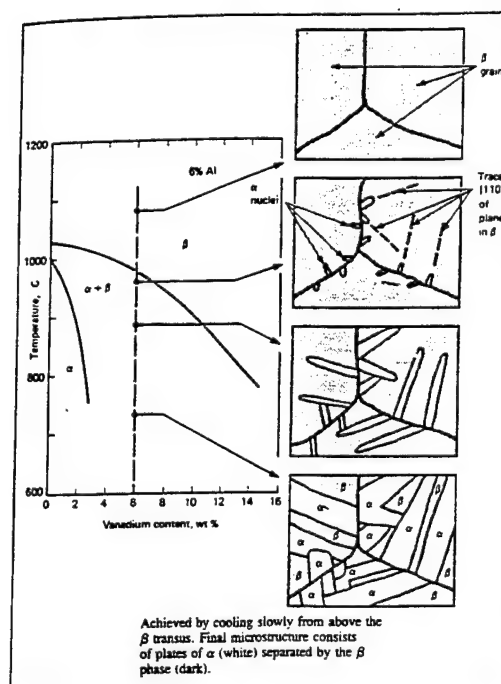 β
grain
1200
6% Al
α
nuclei
Trace
{110
of
plane
in β
β
1000
α + β
Temperature, C
800
α
600
0 2 4 6 8 10 12 14 16
Vanadium content, wt %
α β α β α
α β α
β α β α
β α α
Achieved by cooling slowly from above the
β transus. Final microstructure consists
of plates of α (white) separated by the β
phase (dark).